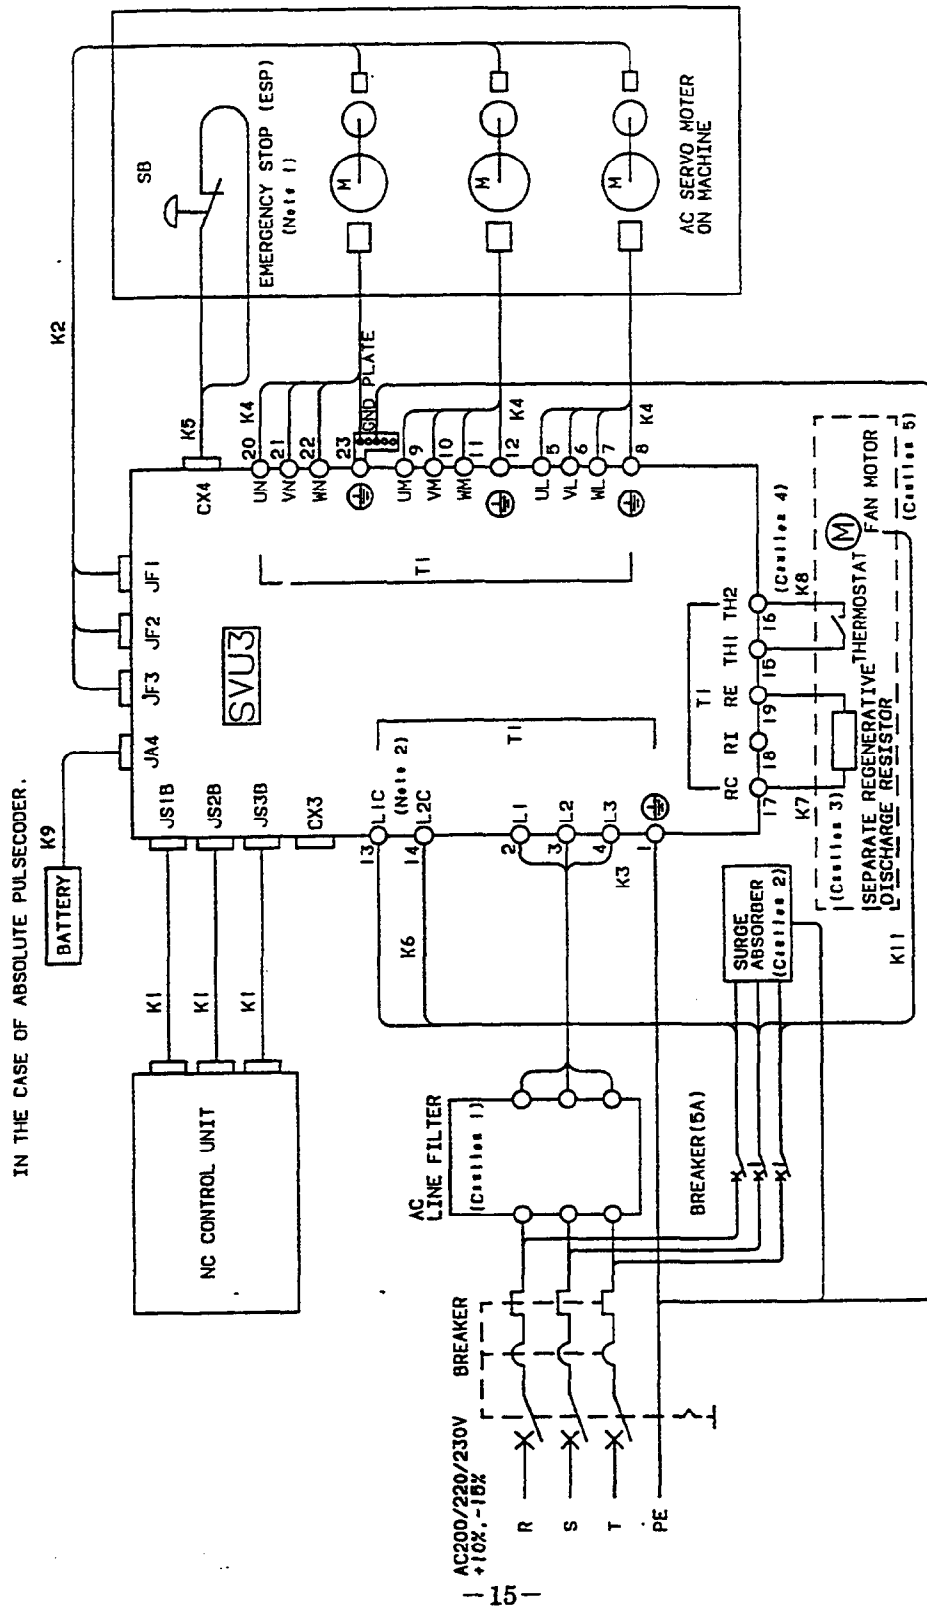 IN THE CASE OF ABSOLUTE PULSECODER.
BATTERY
K9
K2
JA4
JF3
JF2
JF1
K5
CX4
SB
EMERGENCY STOP (ESP)
(Note 1)
NC CONTROL UNIT
K1
K1
K1
JS1B
JS2B
JS3B
CX3
SVU3
K4
20
21
22
23
UN
VN
WN
GND PLATE
9
10
11
12
UM
VM
WM
K4
5
6
7
8
UL
VL
WL
K4
T1
M
M
M
AC SERVO MOTER
ON MACHINE
13
14
L1C
(Note 2)
L2C
K6
2
3
4
1
L1
L2
L3
K3
T1
T1
RC
RI
RE
TH1
TH2
17
18
19
15
16
(Caution 4)
K7
K8
(Caution 3)
SEPARATE REGENERATIVE
DISCHARGE RESISTOR
THERMOSTAT
M
FAN MOTOR
(Caution 5)
K11
AC
LINE FILTER
(Caution 1)
SURGE
ABSORBER
(Caution 2)
BREAKER(5A)
BREAKER
AC200/220/230V
+10%,-15%
R
S
T
PE
-15-